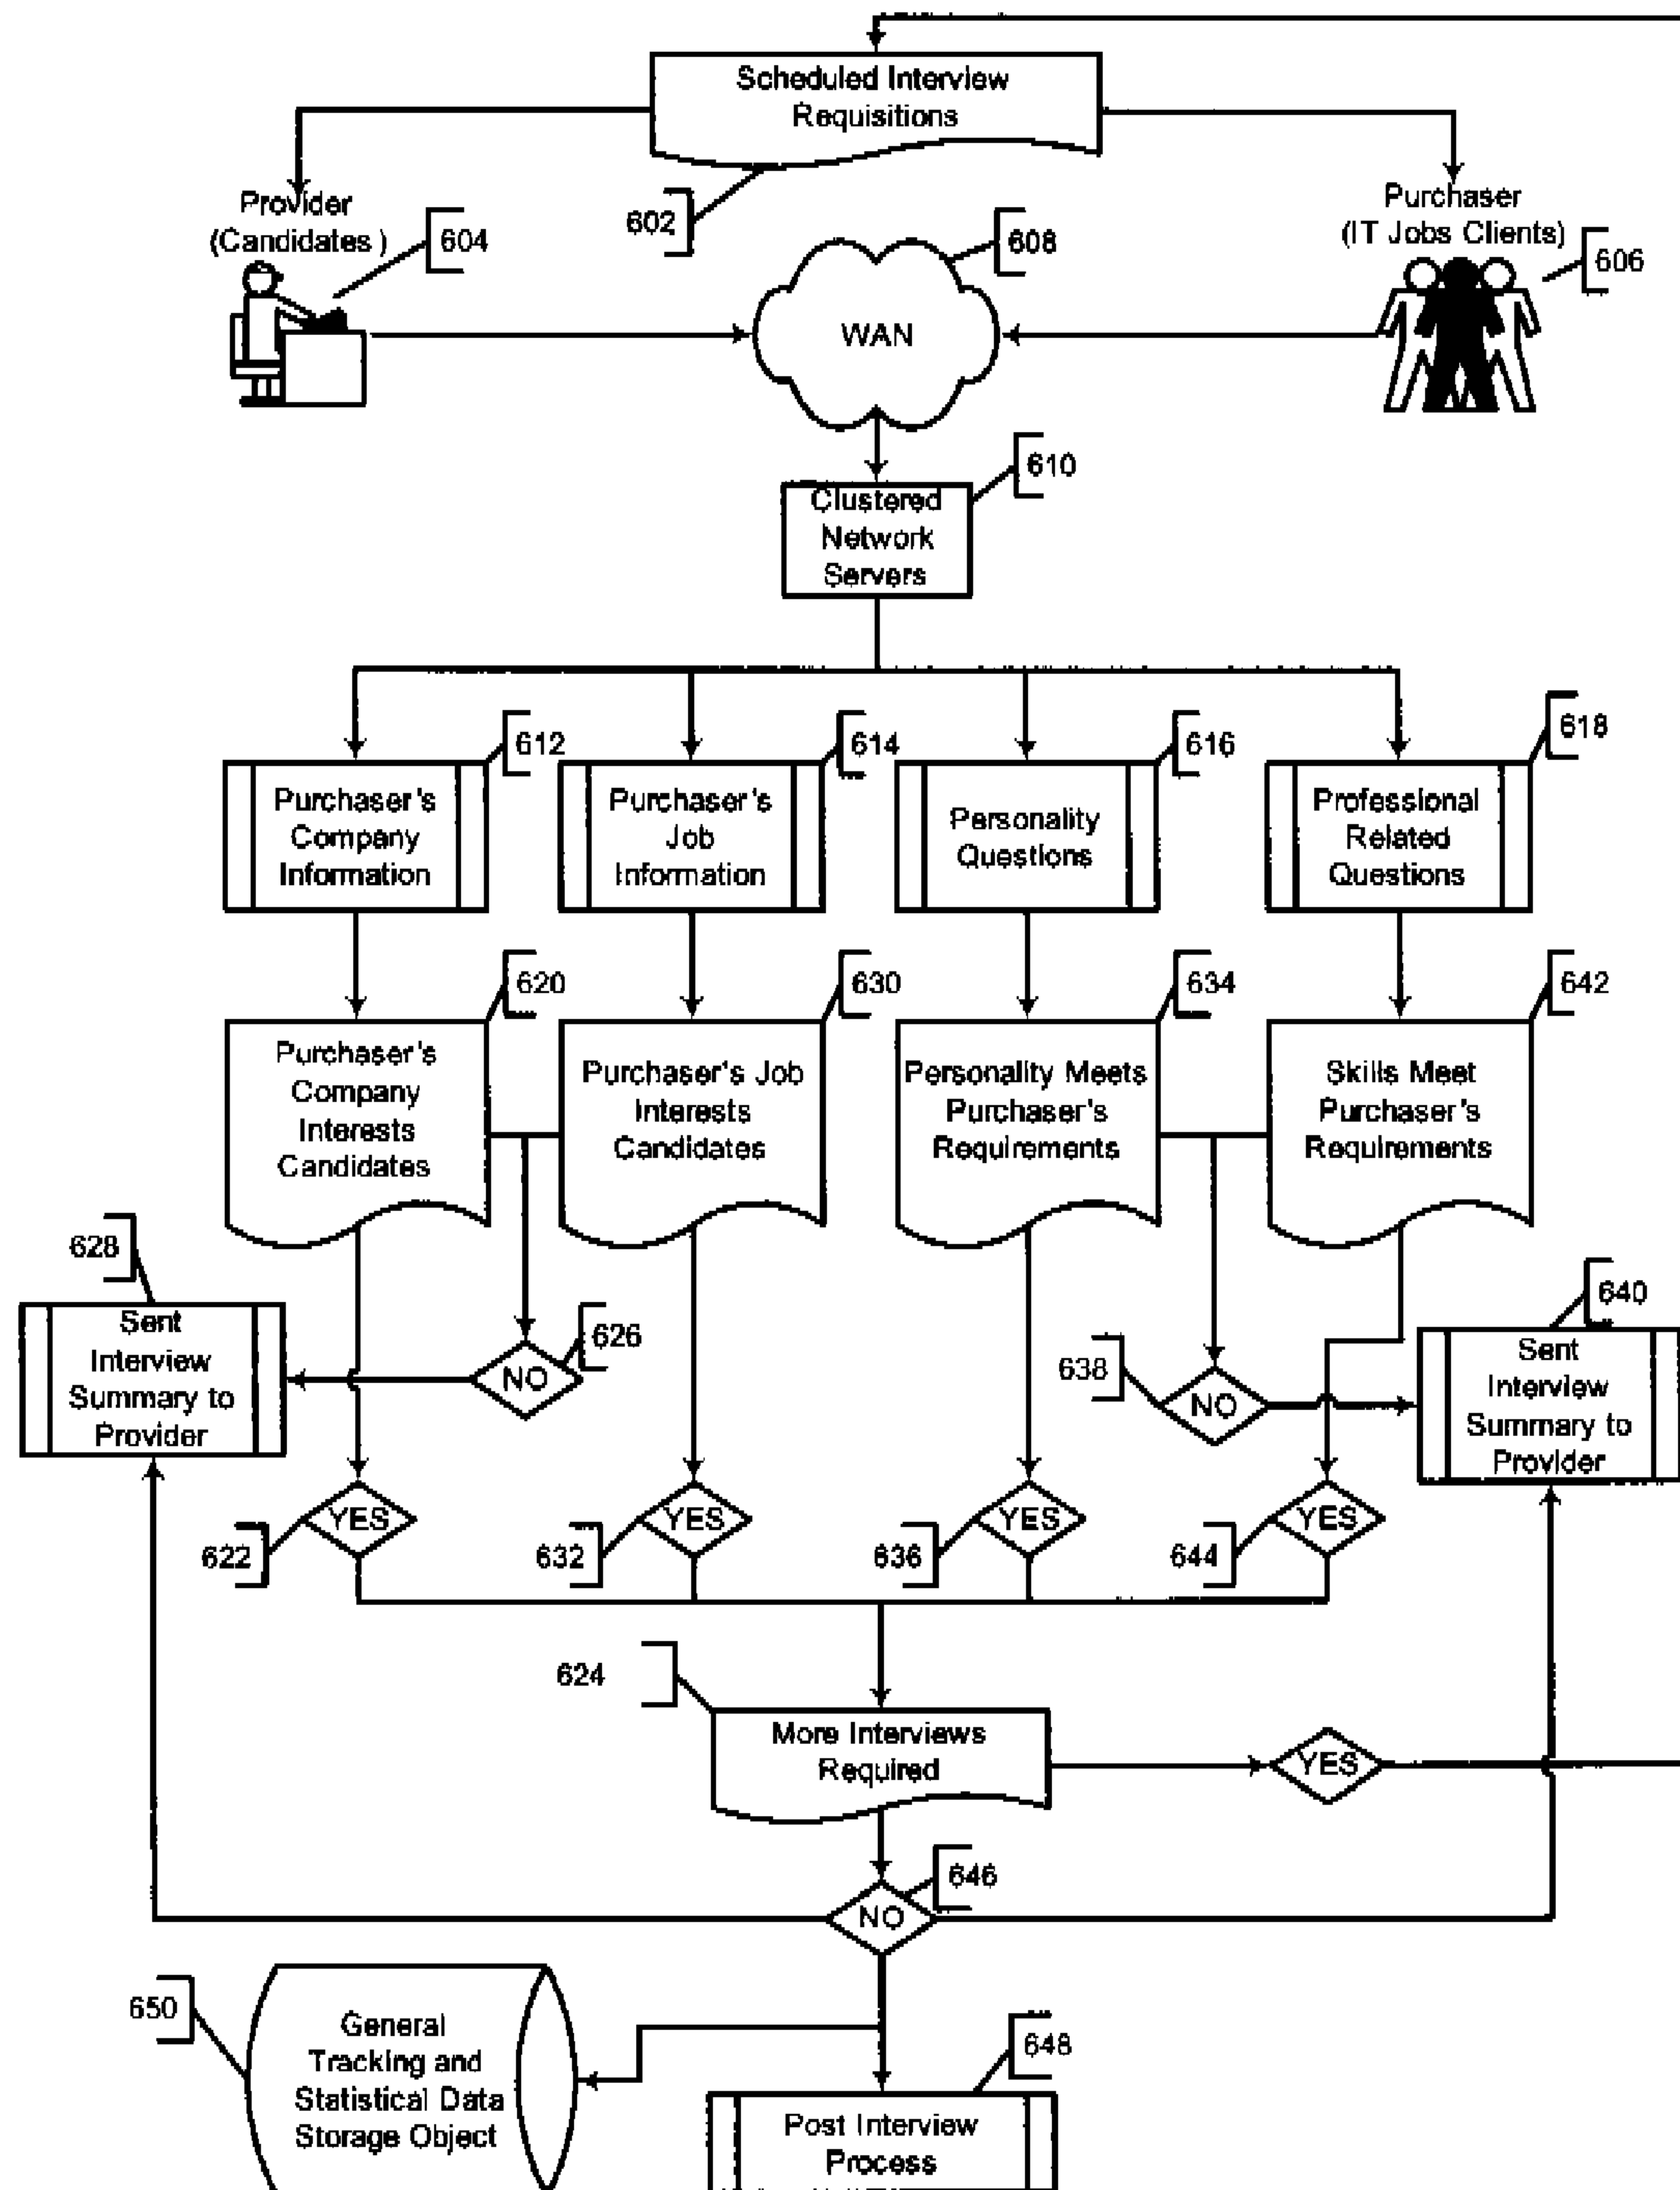 Scheduled Interview
Requisitions
602
Provider
(Candidates )
604
608
Purchaser
(IT Jobs Clients)
606
WAN
610
Clustered
Network
Servers
612
614
616
618
Purchaser's
Company
Information
Purchaser's
Job
Information
Personality
Questions
Professional
Related
Questions
620
630
634
642
Purchaser's
Company
Interests
Candidates
Purchaser's Job
Interests
Candidates
Personality Meets
Purchaser's
Requirements
Skills Meet
Purchaser's
Requirements
628
Sent
Interview
Summary to
Provider
626
NO
638
NO
640
Sent
Interview
Summary to
Provider
YES
622
YES
632
YES
636
YES
644
624
More Interviews
Required
YES
646
NO
650
General
Tracking and
Statistical Data
Storage Object
648
Post Interview
Process